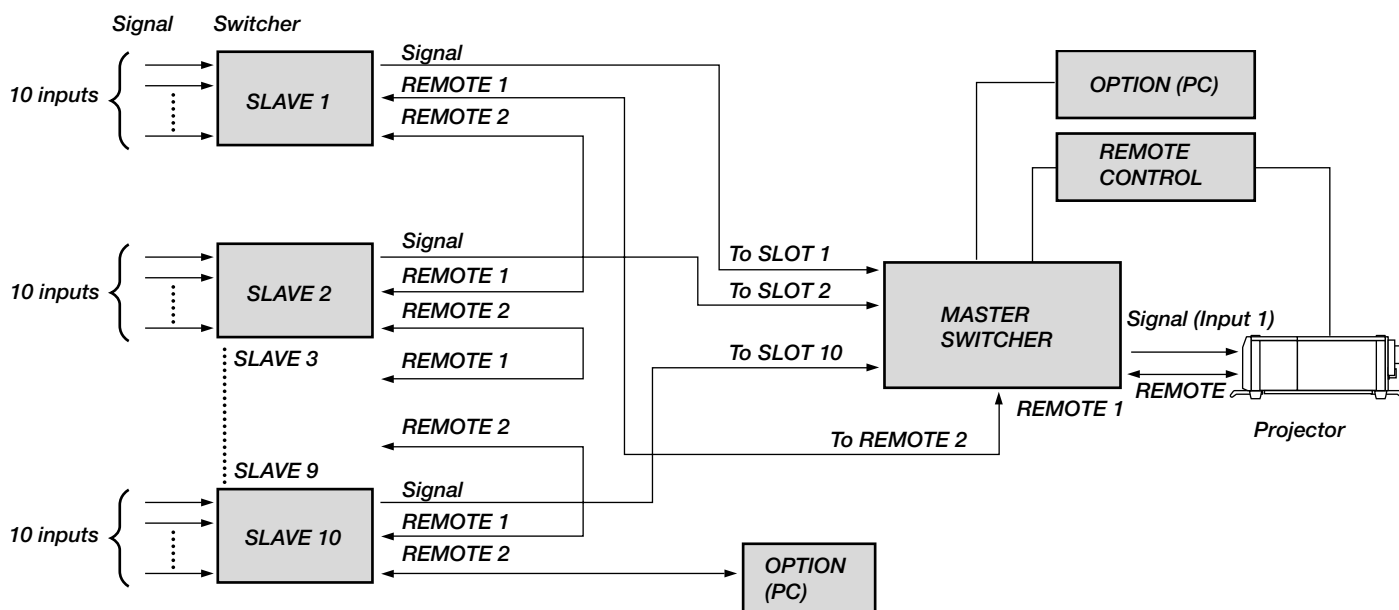 Signal Switcher
10 inputs
SLAVE 1
Signal
REMOTE 1
REMOTE 2
10 inputs
SLAVE 2
Signal
REMOTE 1
REMOTE 2
SLAVE 3
REMOTE 1
REMOTE 2
SLAVE 9
10 inputs
SLAVE 10
Signal
REMOTE 1
REMOTE 2
OPTION
(PC)
To SLOT 1
To SLOT 2
To SLOT 10
To REMOTE 2
MASTER
SWITCHER
REMOTE 1
OPTION (PC)
REMOTE
CONTROL
Signal (Input 1)
REMOTE
Projector